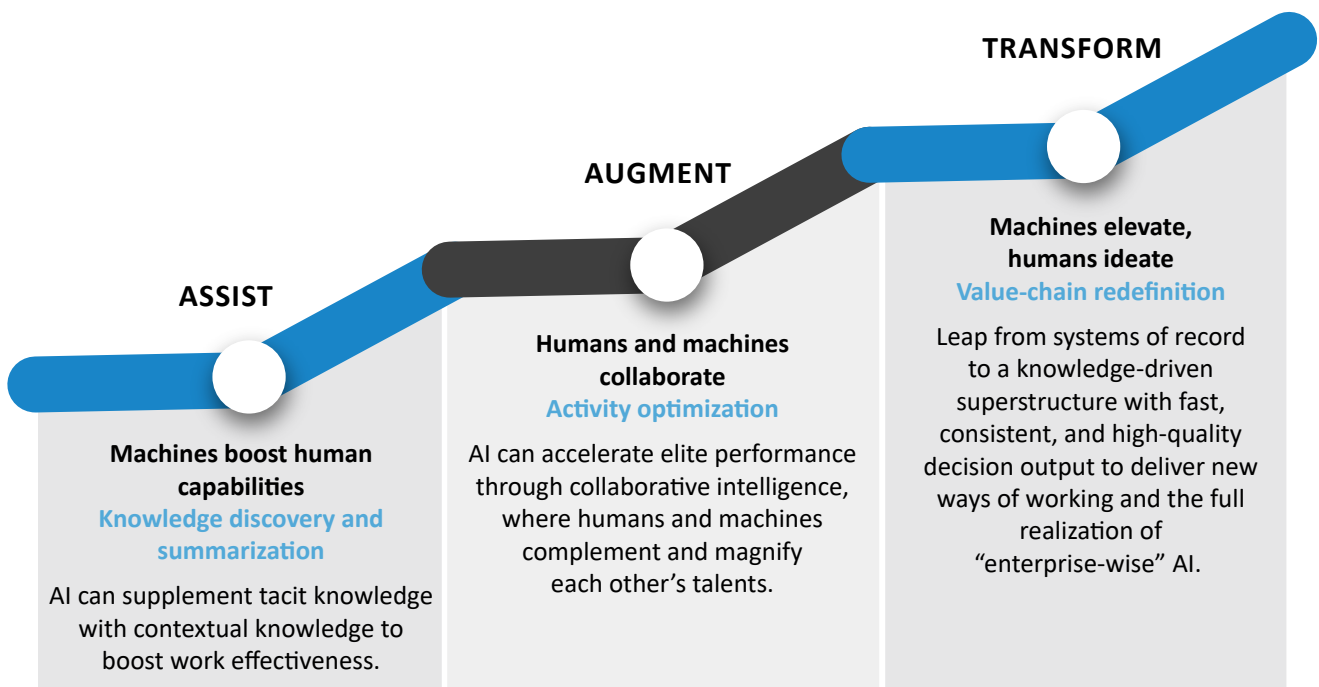 ASSIST
Machines boost human
capabilities
Knowledge discovery and
summarization
AI can supplement tacit knowledge
with contextual knowledge to
boost work effectiveness.
AUGMENT
Humans and machines
collaborate
Activity optimization
AI can accelerate elite performance
through collaborative intelligence,
where humans and machines
complement and magnify
each other’s talents.
TRANSFORM
Machines elevate,
humans ideate
Value-chain redefinition
Leap from systems of record
to a knowledge-driven
superstructure with fast,
consistent, and high-quality
decision output to deliver new
ways of working and the full
realization of
“enterprise-wise” AI.